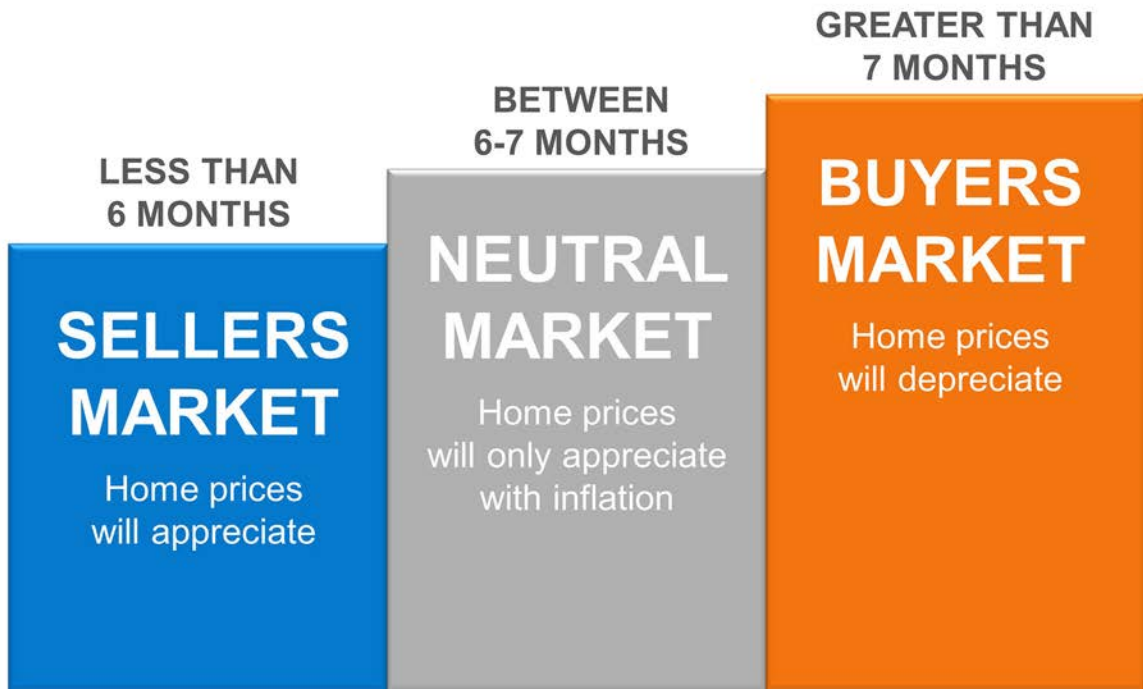 LESS THAN
6 MONTHS
SELLERS
MARKET
Home prices
will appreciate
BETWEEN
6-7 MONTHS
NEUTRAL
MARKET
Home prices
will only appreciate
with inflation
GREATER THAN
7 MONTHS
BUYERS
MARKET
Home prices
will depreciate